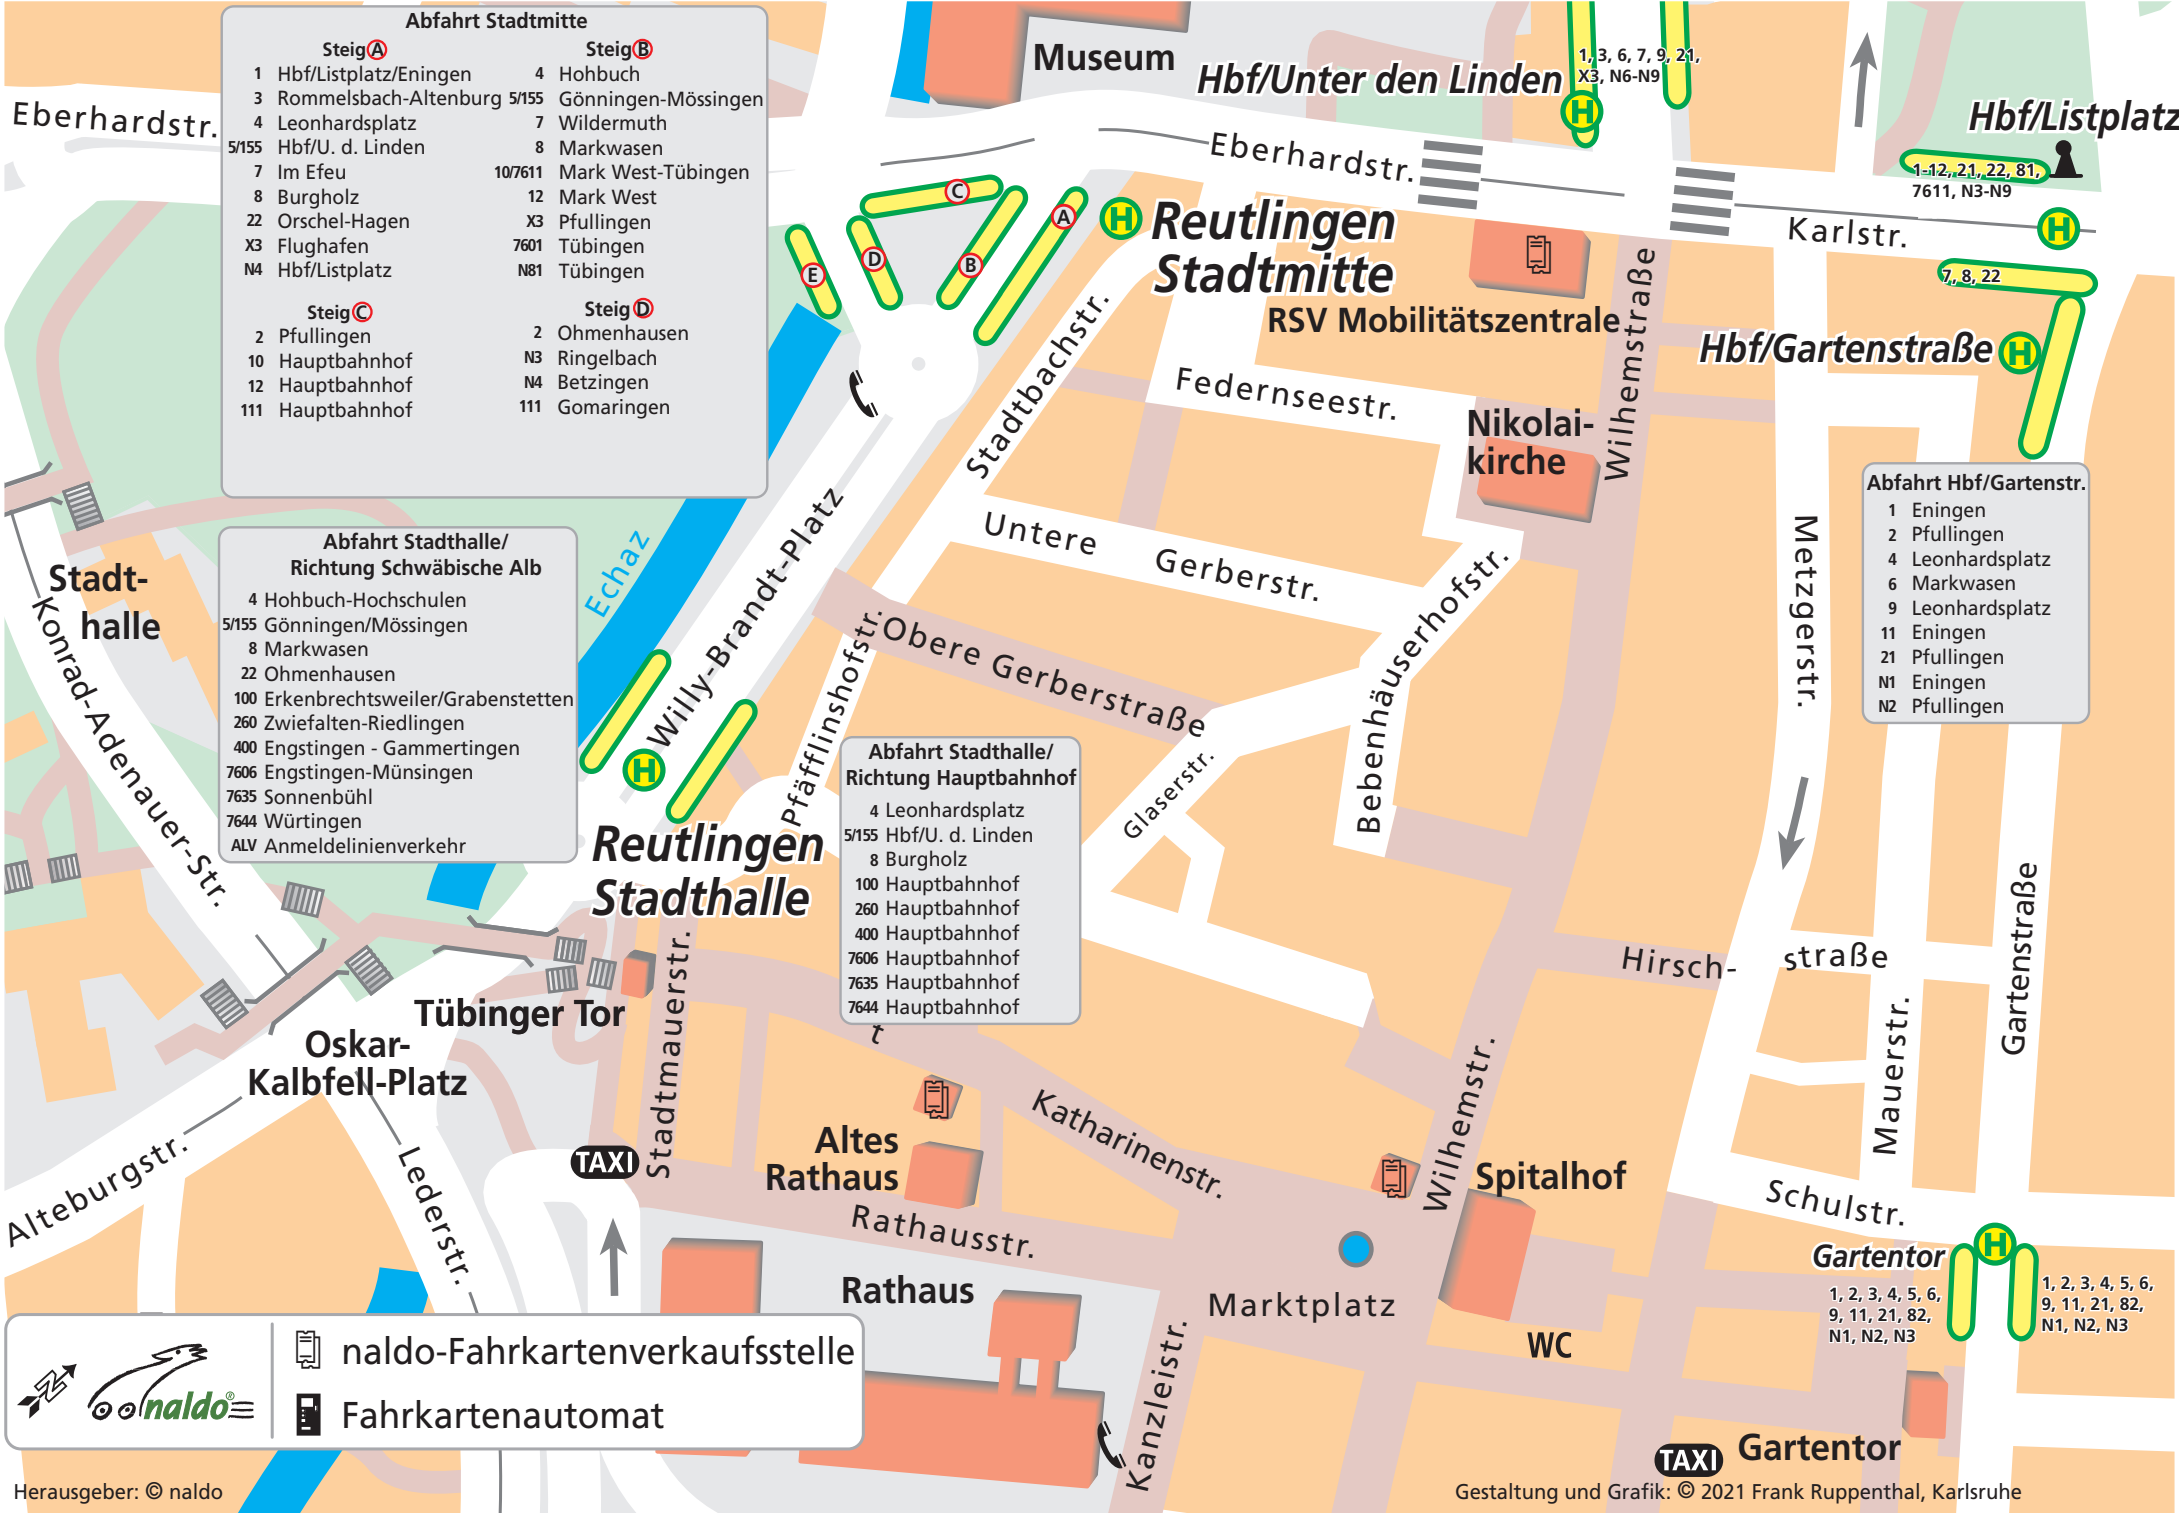 Abfahrt Stadtmitte
Steig A
1 Hbf/Listplatz/Eningen
3 Rommelsbach-Altenburg
4 Leonhardsplatz
5/155 Hbf/U. d. Linden
7 Im Efeu
8 Burgholz
22 Orschel-Hagen
X3 Flughafen
N4 Hbf/Listplatz
Steig B
4 Hohbuch
5/155 Gönningen-Mössingen
7 Wildermuth
8 Markwasen
10/7611 Mark West-Tübingen
12 Mark West
X3 Pfullingen
7601 Tübingen
N81 Tübingen
Steig C
2 Pfullingen
10 Hauptbahnhof
12 Hauptbahnhof
111 Hauptbahnhof
Steig D
2 Ohmenhausen
N3 Ringelbach
N4 Betzingen
111 Gomaringen
Museum
Hbf/Unter den Linden
1, 3, 6, 7, 9, 21,
X3, N6-N9
H
Hbf/Listplatz
1-12, 21, 22, 81,
7611, N3-N9
H
Eberhardstr.
Eberhardstr.
Karlstr.
C
A
B
D
E
H
Reutlingen
Stadtmitte
RSV Mobilitätszentrale
7, 8, 22
Hbf/Gartenstraße
H
Wilhemstraße
Stadtbachstr.
Federnseestr.
Nikolai-
kirche
Abfahrt Hbf/Gartenstr.
1 Eningen
2 Pfullingen
4 Leonhardsplatz
6 Markwasen
9 Leonhardsplatz
11 Eningen
21 Pfullingen
N1 Eningen
N2 Pfullingen
Untere Gerberstr.
Metzgerstr.
Echaz
Willy-Brandt-Platz
Stadt-
halle
Konrad-Adenauer-Str.
Abfahrt Stadthalle/
Richtung Schwäbische Alb
4 Hohbuch-Hochschulen
5/155 Gönningen/Mössingen
8 Markwasen
22 Ohmenhausen
100 Erkenbrechtsweiler/Grabenstetten
260 Zwiefalten-Riedlingen
400 Engstingen - Gammertingen
7606 Engstingen-Münsingen
7635 Sonnenbühl
7644 Würtingen
ALV Anmeldelinienverkehr
Obere Gerberstraße
Pfäfflinshofstr.
Bebenhäuserhofstr.
Glaserstr.
H
Reutlingen
Stadthalle
Abfahrt Stadthalle/
Richtung Hauptbahnhof
4 Leonhardsplatz
5/155 Hbf/U. d. Linden
8 Burgholz
100 Hauptbahnhof
260 Hauptbahnhof
400 Hauptbahnhof
7606 Hauptbahnhof
7635 Hauptbahnhof
7644 Hauptbahnhof
t
Hirsch- straße
Gartenstraße
Mauerstr.
Tübinger Tor
Oskar-
Kalbfell-Platz
Stadtmauerstr.
Wilhemstr.
Katharinenstr.
Altes
Rathaus
Alteburgstr.
Lederstr.
TAXI
Spitalhof
Schulstr.
Rathausstr.
Rathaus
Marktplatz
WC
Gartentor
H
1, 2, 3, 4, 5, 6,
9, 11, 21, 82,
N1, N2, N3
1, 2, 3, 4, 5, 6,
9, 11, 21, 82,
N1, N2, N3
Kanzleistr.
TAXI
Gartentor
N
naldo®
naldo-Fahrkartenverkaufsstelle
Fahrkartenautomat
Herausgeber: © naldo
Gestaltung und Grafik: © 2021 Frank Ruppenthal, Karlsruhe